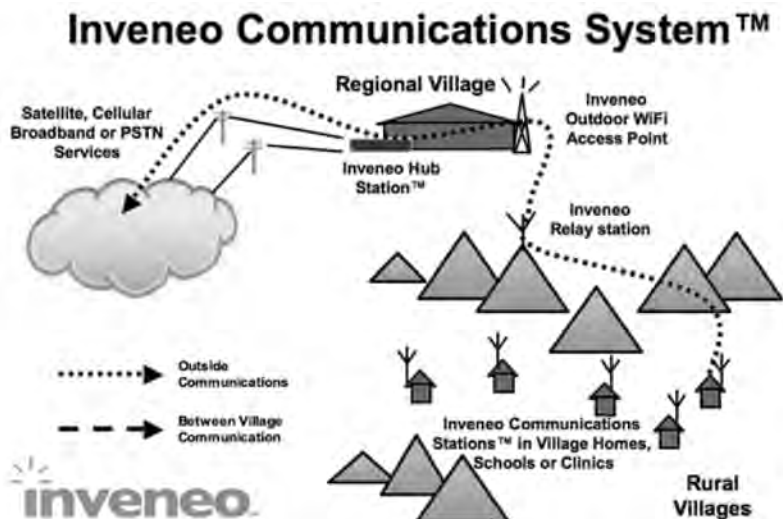 Inveneo Communications System™
Regional Village
Satellite, Cellular
Broadband or PSTN
Services
Inveneo
Outdoor WiFi
Access Point
Inveneo Hub
Station™
Inveneo
Relay station
Outside
Communications
Between Village
Communication
Inveneo Communications
Stations™ in Village Homes,
Schools or Clinics
Rural
Villages
inveneo